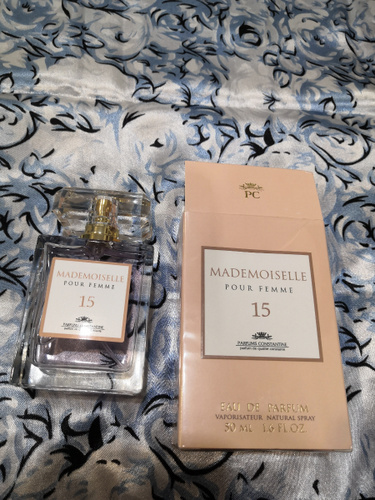 MADEMOISELLE
POUR FEMME
15
PARFUMS CONSTANTINE
PC
MADEMOISELLE
POUR FEMME
15
PARFUMS CONSTANTINE
EAU DE PARFUM
VAPORISATEUR NATURAL SPRAY
50 ML 1.6 FL.OZ.